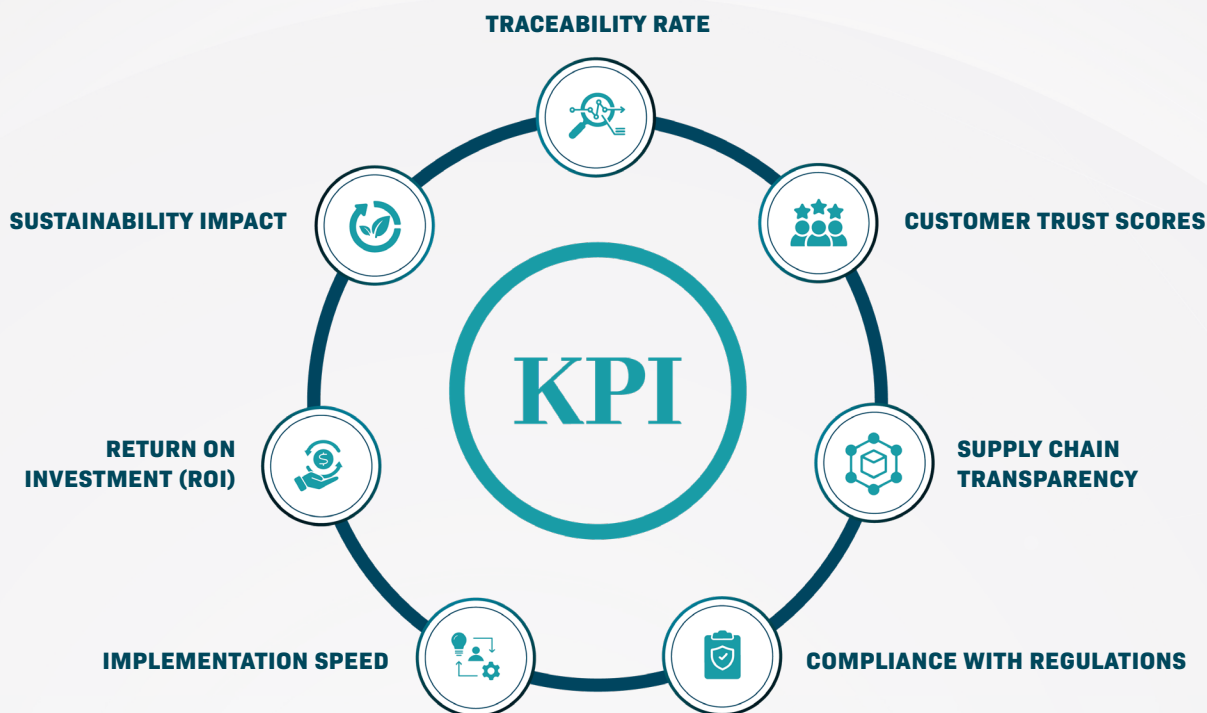 TRACEABILITY RATE
SUSTAINABILITY IMPACT
CUSTOMER TRUST SCORES
KPI
RETURN ON
INVESTMENT (ROI)
SUPPLY CHAIN
TRANSPARENCY
IMPLEMENTATION SPEED
COMPLIANCE WITH REGULATIONS